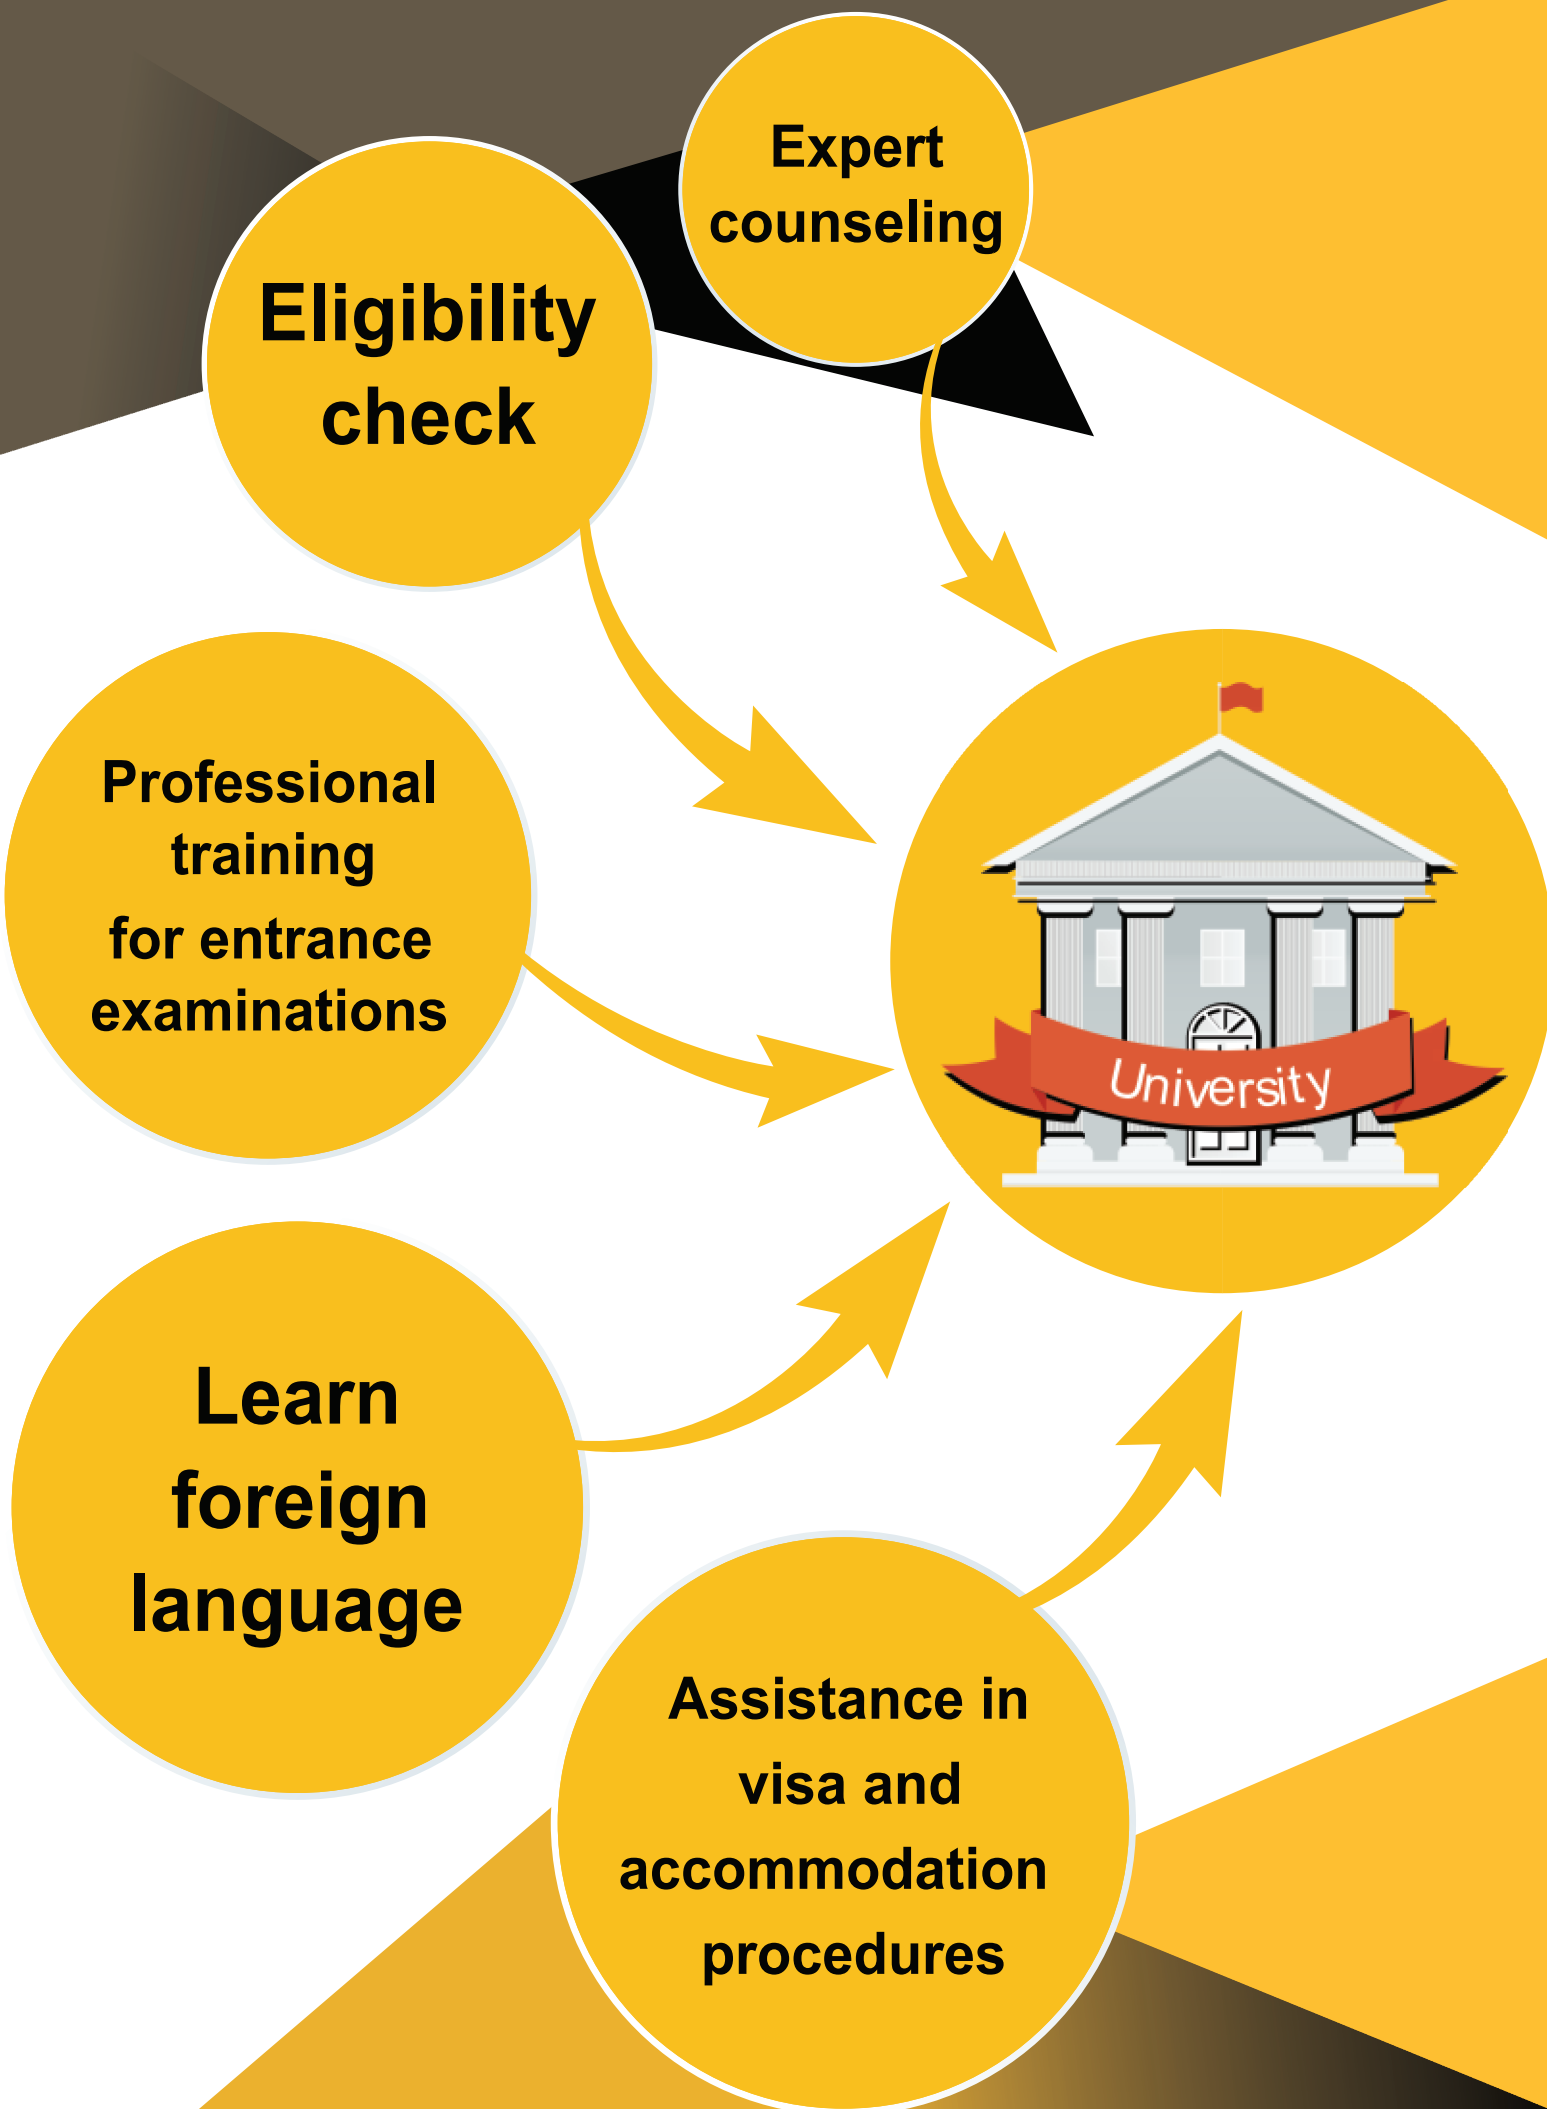 Expert
counseling
Eligibility
check
Professional
training
for entrance
examinations
University
Learn
foreign
language
Assistance in
visa and
accommodation
procedures